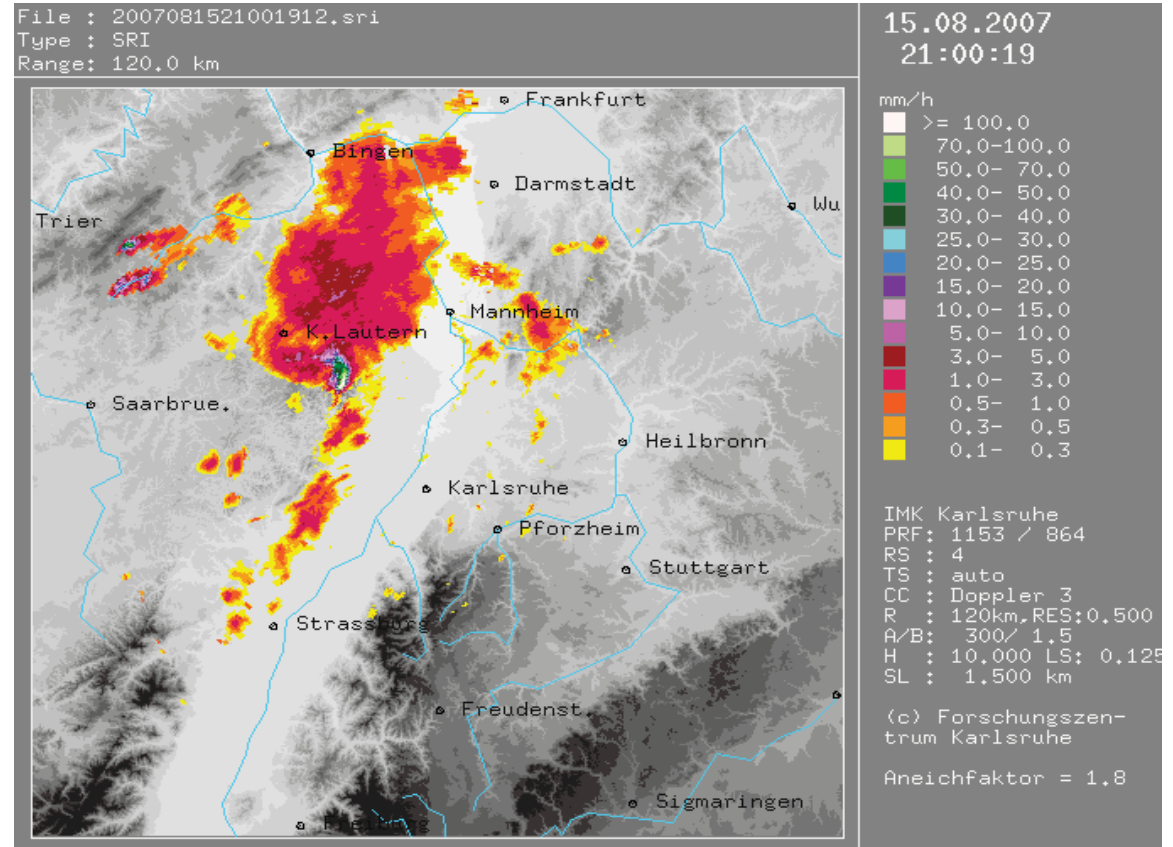 File : 2007081521001912.sri
Type : SRI
Range: 120.0 km
15.08.2007
21:00:19
mm/h
>= 100.0
70.0-100.0
50.0- 70.0
40.0- 50.0
30.0- 40.0
25.0- 30.0
20.0- 25.0
15.0- 20.0
10.0- 15.0
5.0- 10.0
3.0- 5.0
1.0- 3.0
0.5- 1.0
0.3- 0.5
0.1- 0.3
IMK Karlsruhe
PRF: 1153 / 864
RS : 4
TS : auto
CC : Doppler 3
R : 120km,RES:0.500
A/B: 300/ 1.5
H : 10.000 LS: 0.125
SL : 1.500 km
(c) Forschungszen-
trum Karlsruhe
Aneichfaktor = 1.8
Frankfurt
Bingen
Darmstadt
Wu
Trier
Mannheim
K.Lautern
Saarbrue.
Heilbronn
Karlsruhe
Pforzheim
Stuttgart
Strassburg
Freudenst.
Sigmaringen
Freiburg